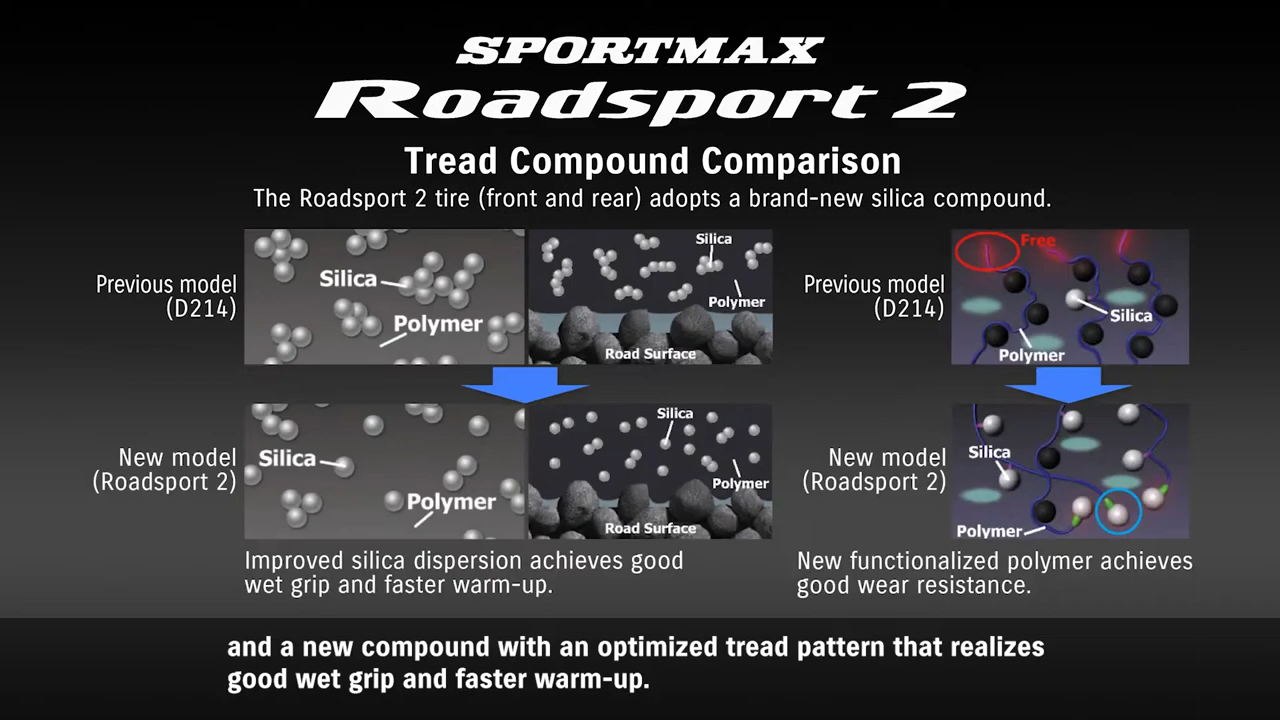 SPORTMAX
Roadsport 2
Tread Compound Comparison
The Roadsport 2 tire (front and rear) adopts a brand-new silica compound.
Previous model
(D214)
Silica
Polymer
Silica
Polymer
Road Surface
Previous model
(D214)
Free
Silica
Polymer
New model
(Roadsport 2)
Silica
Polymer
Silica
Polymer
Road Surface
New model
(Roadsport 2)
Silica
Polymer
Improved silica dispersion achieves good
wet grip and faster warm-up.
New functionalized polymer achieves
good wear resistance.
and a new compound with an optimized tread pattern that realizes
good wet grip and faster warm-up.